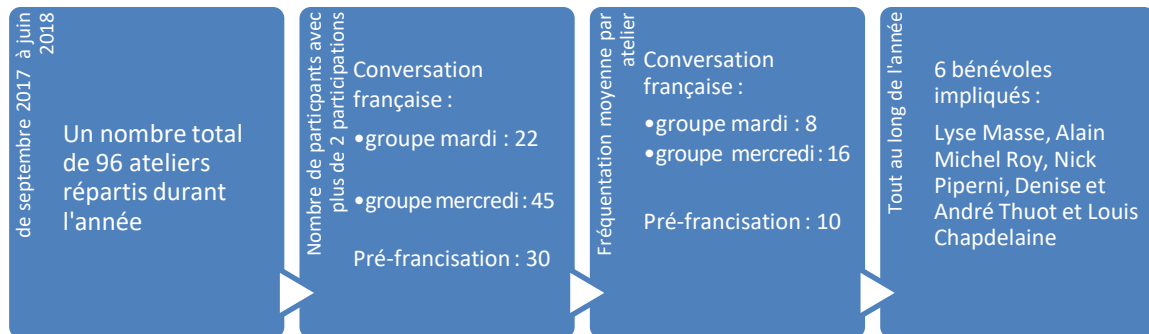 de septembre 2017 à juin
2018
Un nombre total
de 96 ateliers
répartis durant
l'année
Nombre de particpants avec
plus de 2 participations
Conversation
française :
•groupe mardi : 22
•groupe mercredi : 45
Pré-francisation : 30
Fréquentation moyenne par
atelier
Conversation
française :
•groupe mardi : 8
•groupe mercredi : 16
Pré-francisation : 10
Tout au long de l'année
6 bénévoles
impliqués :
Lyse Masse, Alain
Michel Roy, Nick
Piperni, Denise et
André Thuot et Louis
Chapdelaine